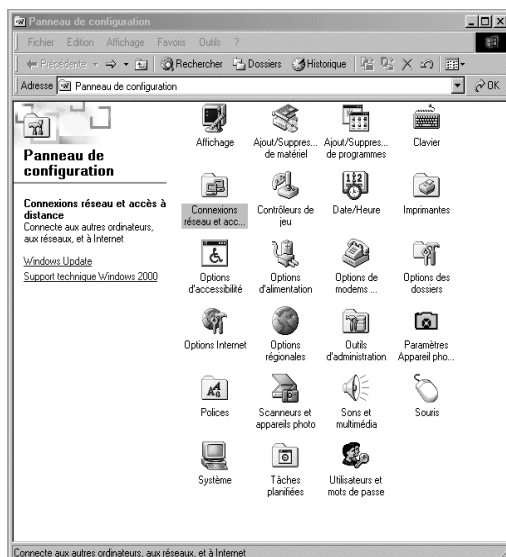 Panneau de configuration
Fichier Edition Affichage Favoris Outils ?
Précédente Rechercher Dossiers Historique
Adresse Panneau de configuration OK
Panneau de
configuration
Connexions réseau et accès à
distance
Connecte aux autres ordinateurs,
aux réseaux, et à Internet
Windows Update
Support technique Windows 2000
Affichage
Ajout/Suppres...
de matériel
Ajout/Suppres...
de programmes
Clavier
Connexions
réseau et acc...
Contrôleurs de
jeu
Date/Heure
Imprimantes
Options
d'accessibilité
Options
d'alimentation
Options de
modems ...
Options des
dossiers
Options Internet
Options
régionales
Outils
d'administration
Paramètres
Appareil pho...
Polices
Scanneurs et
appareils photo
Sons et
multimédia
Souris
Système
Tâches
planifiées
Utilisateurs et
mots de passe
Connecte aux autres ordinateurs, aux réseaux, et à Internet